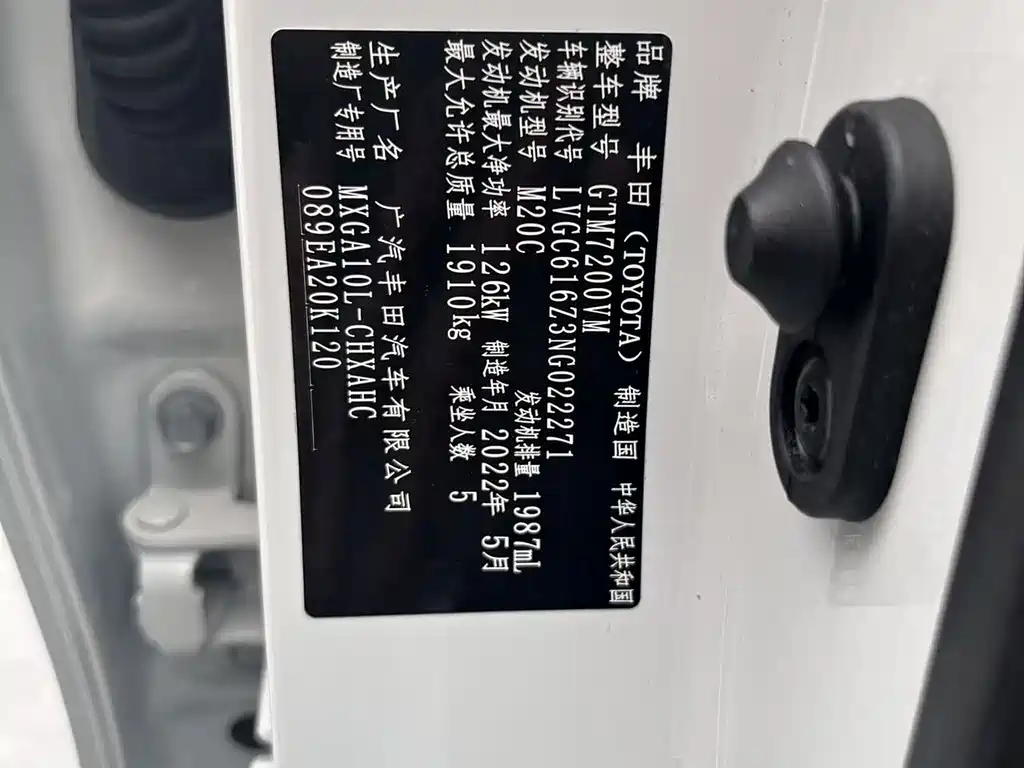 品牌 丰田 (TOYOTA) 制造国 中华人民共和国
整车型号 GTM7200VM
车辆识别代号 LVGC616Z3NG022271
发动机型号 M20C 发动机排量 1987mL
发动机最大净功率 126kW 制造年月 2022年 5月
最大允许总质量 1910kg 乘坐人数 5
生产厂名 广汽丰田汽车有限公司
制造厂专用号 MXGA10L-CHXAHC
089EA20K120